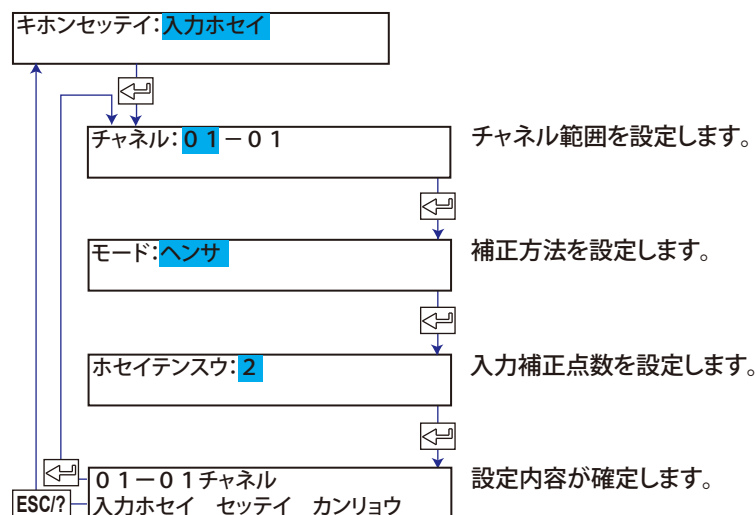 キホンセッテイ：入力ホセイ
チャネル：０１－０１
チャネル範囲を設定します。
モード：ヘンサ
補正方法を設定します。
ホセイテンスウ：２
入力補正点数を設定します。
０１－０１チャネル
設定内容が確定します。
ESC/?
入力ホセイ　セッテイ　カンリョウ